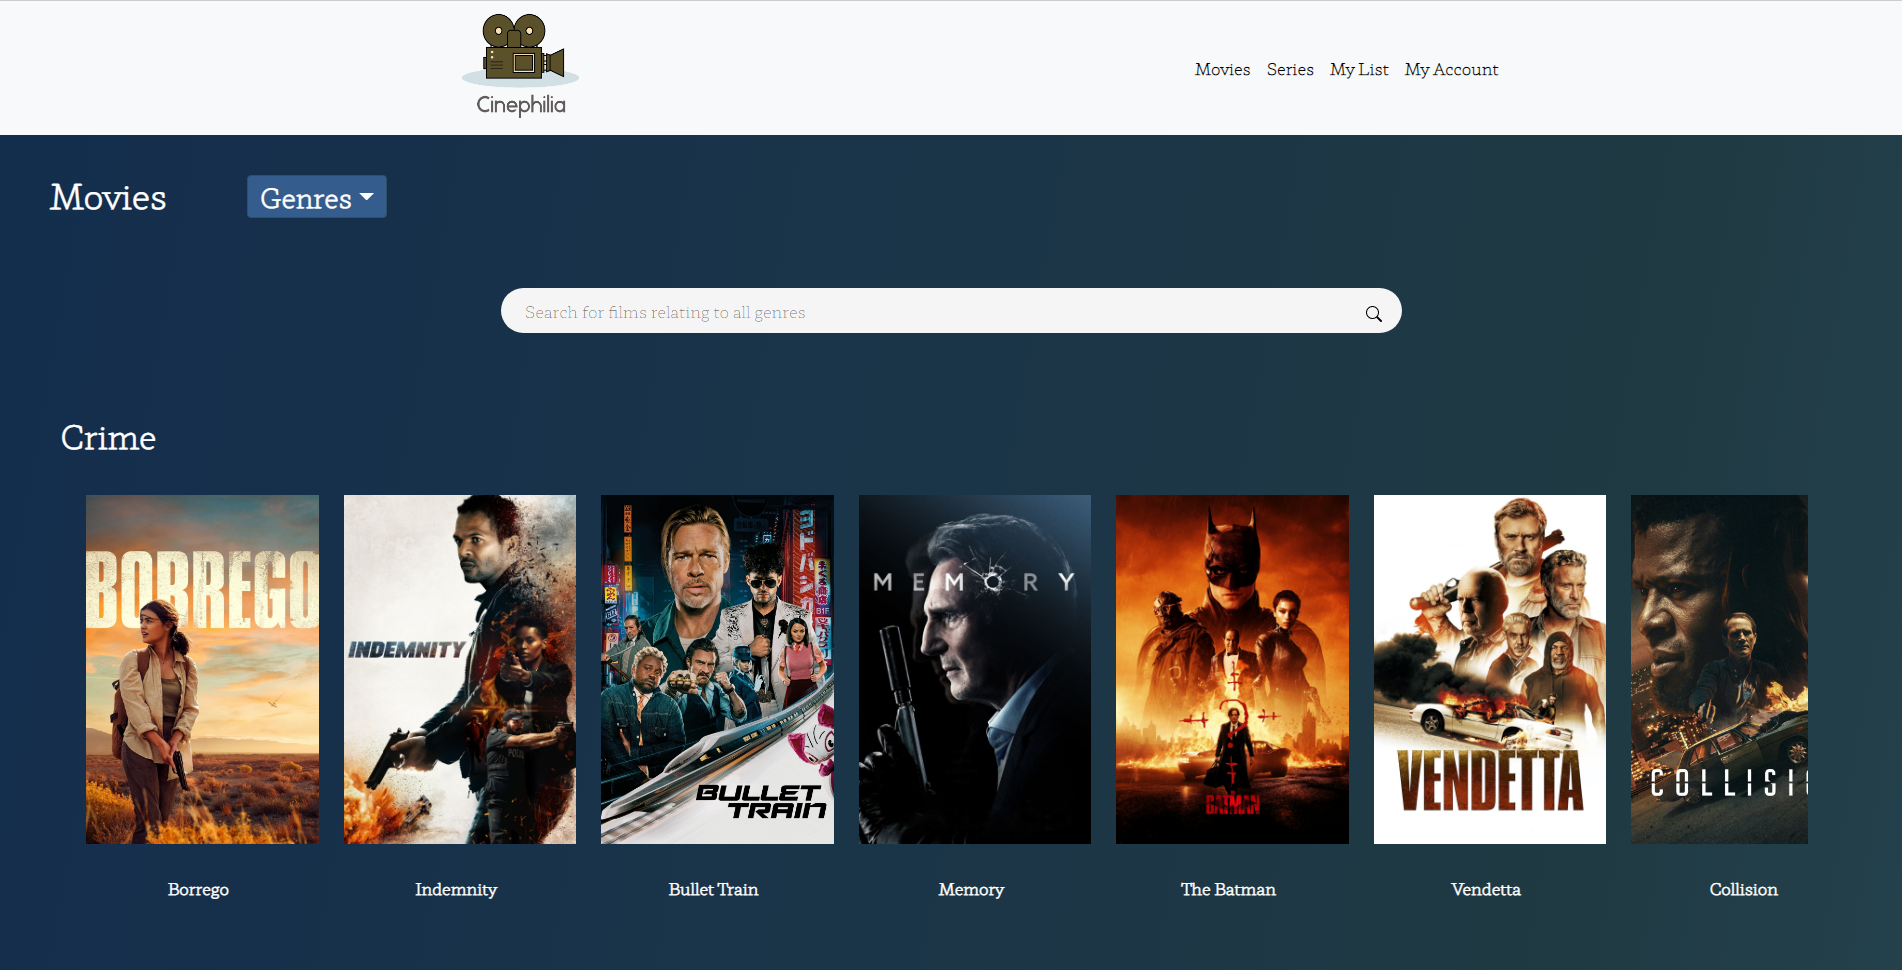 Cinephilia
Movies Series My List My Account
Movies Genres
Search for films relating to all genres
Crime
BORREGO
INDEMNITY
B1F
BULLET
TRAIN
MEMORY
BATMAN
VENDETTA
COLLISI
Borrego Indemnity Bullet Train Memory The Batman Vendetta Collision